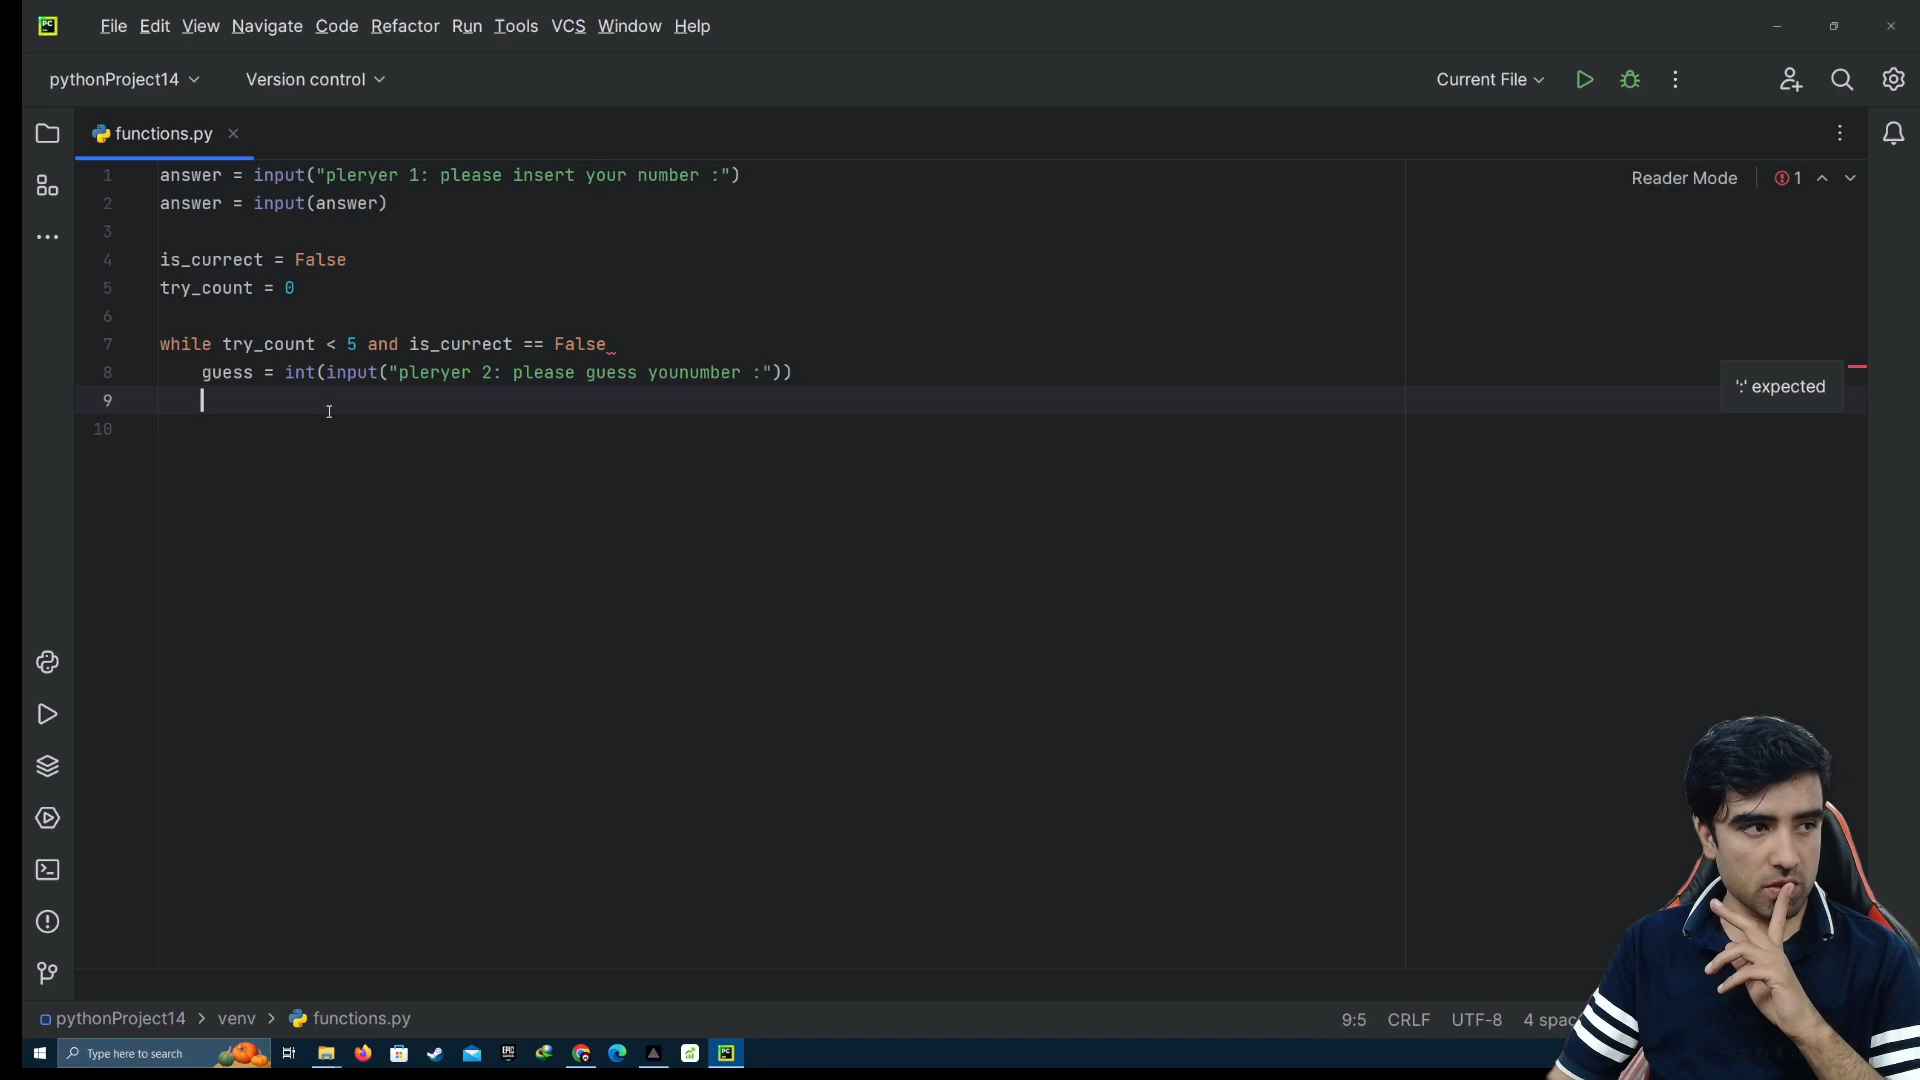 PC File Edit View Navigate Code Refactor Run Tools VCS Window Help
pythonProject14 Version control Current File
functions.py
Reader Mode 1
1 answer = input("pleryer 1: please insert your number :")
2 answer = input(answer)
3
4 is_currect = False
5 try_count = 0
6
7 while try_count < 5 and is_currect == False
8 guess = int(input("pleryer 2: please guess younumber :"))
9
10
':' expected
pythonProject14 > venv > functions.py 9:5 CRLF UTF-8 4 spac
Type here to search EPIC PC